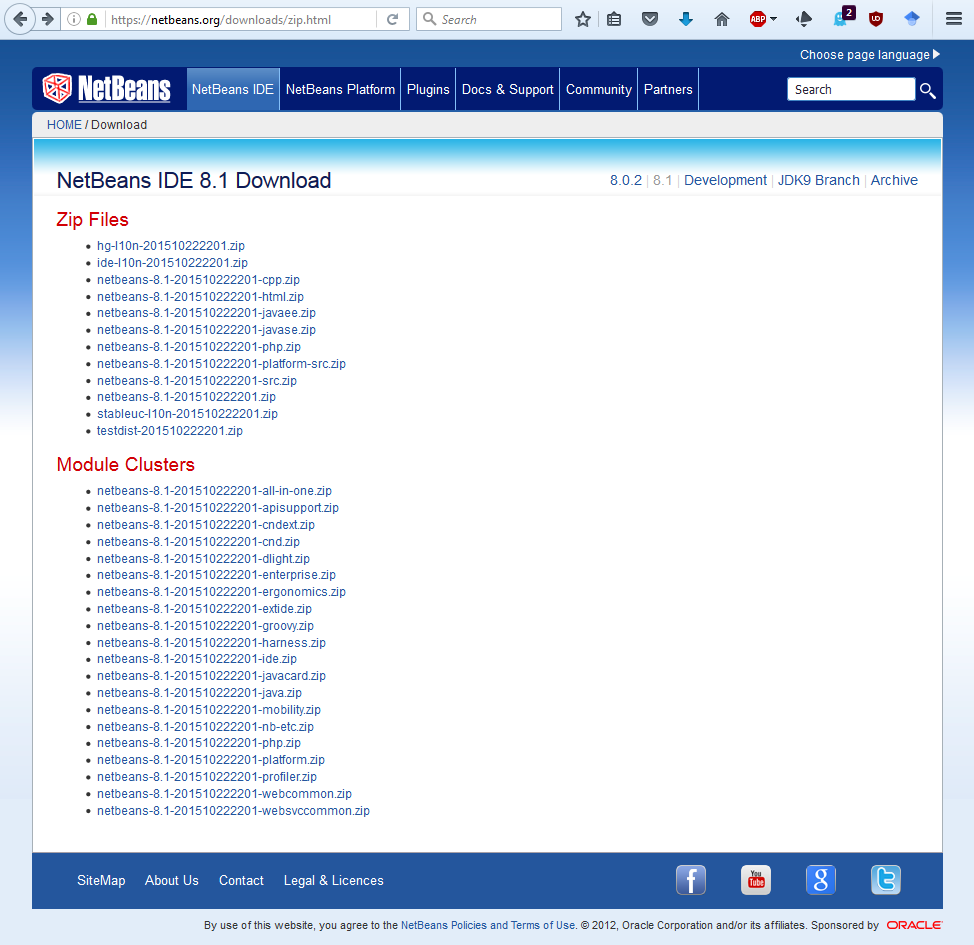 https://netbeans.org/downloads/zip.html
Search
ABP
2
UD
Choose page language
NetBeans
NetBeans IDE
NetBeans Platform
Plugins
Docs & Support
Community
Partners
Search
HOME / Download
NetBeans IDE 8.1 Download
8.0.2 | 8.1 | Development | JDK9 Branch | Archive
Zip Files
hg-l10n-201510222201.zip
ide-l10n-201510222201.zip
netbeans-8.1-201510222201-cpp.zip
netbeans-8.1-201510222201-html.zip
netbeans-8.1-201510222201-javaee.zip
netbeans-8.1-201510222201-javase.zip
netbeans-8.1-201510222201-php.zip
netbeans-8.1-201510222201-platform-src.zip
netbeans-8.1-201510222201-src.zip
netbeans-8.1-201510222201.zip
stableuc-l10n-201510222201.zip
testdist-201510222201.zip
Module Clusters
netbeans-8.1-201510222201-all-in-one.zip
netbeans-8.1-201510222201-apisupport.zip
netbeans-8.1-201510222201-cndext.zip
netbeans-8.1-201510222201-cnd.zip
netbeans-8.1-201510222201-dlight.zip
netbeans-8.1-201510222201-enterprise.zip
netbeans-8.1-201510222201-ergonomics.zip
netbeans-8.1-201510222201-extide.zip
netbeans-8.1-201510222201-groovy.zip
netbeans-8.1-201510222201-harness.zip
netbeans-8.1-201510222201-ide.zip
netbeans-8.1-201510222201-javacard.zip
netbeans-8.1-201510222201-java.zip
netbeans-8.1-201510222201-mobility.zip
netbeans-8.1-201510222201-nb-etc.zip
netbeans-8.1-201510222201-php.zip
netbeans-8.1-201510222201-platform.zip
netbeans-8.1-201510222201-profiler.zip
netbeans-8.1-201510222201-webcommon.zip
netbeans-8.1-201510222201-websvccommon.zip
SiteMap
About Us
Contact
Legal & Licences
f
You Tube
g
t
By use of this website, you agree to the NetBeans Policies and Terms of Use. © 2012, Oracle Corporation and/or its affiliates. Sponsored by ORACLE